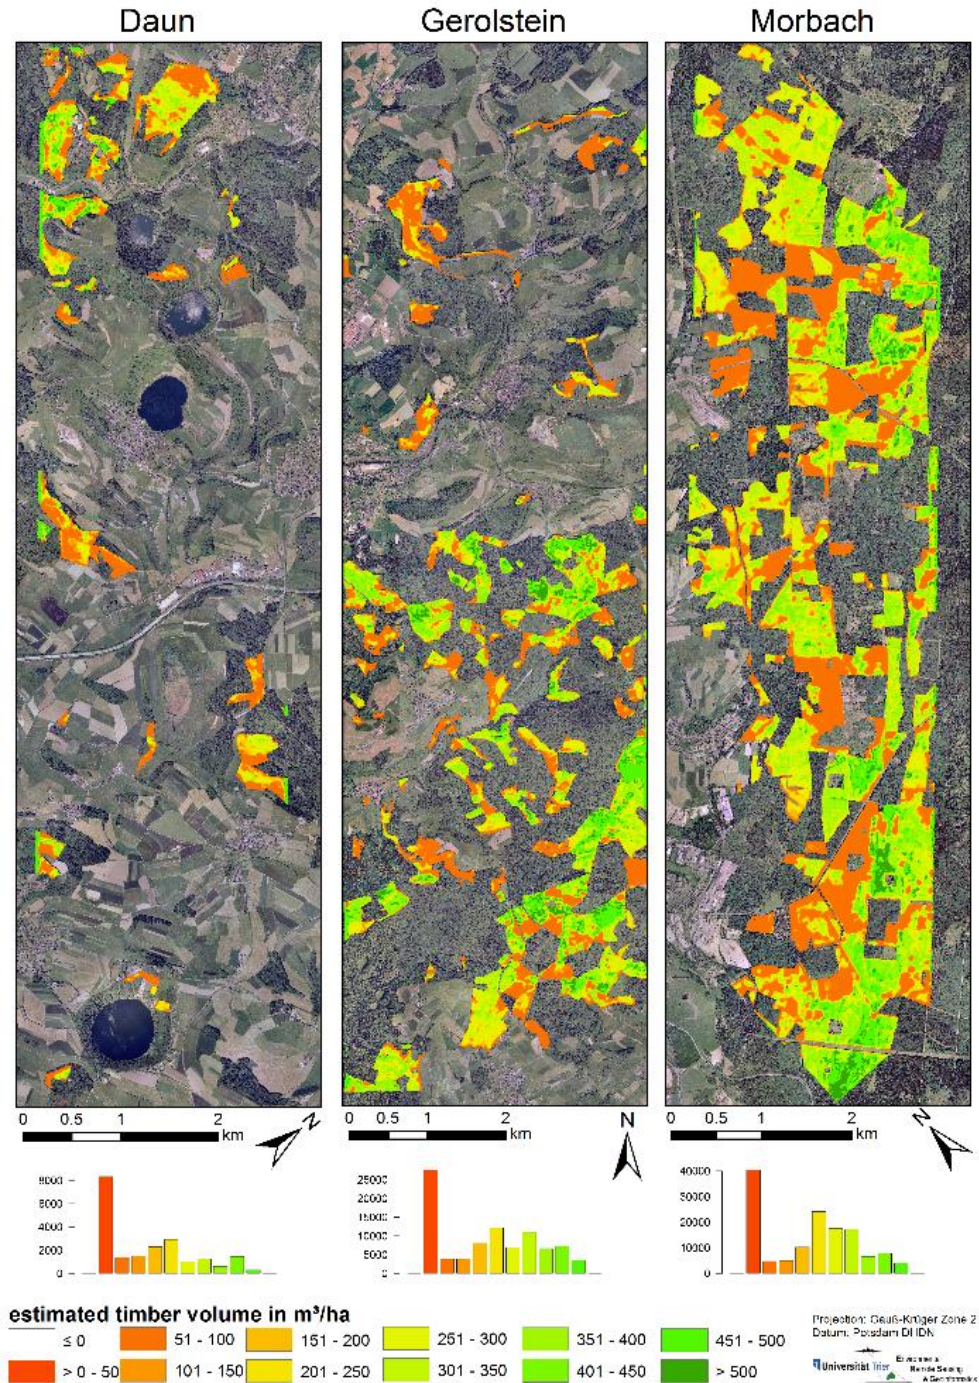 Daun Gerolstein Morbach
0 0.5 1 2 km N
0 0.5 1 2 km N
0 0.5 1 2 km N
8000
6000
4000
2000
0
25000
20000
15000
10000
5000
0
40000
30000
20000
10000
0
estimated timber volume in m³/ha
≤ 0 51 - 100 151 - 200 251 - 300 351 - 400 451 - 500
> 0 - 50 101 - 150 201 - 250 301 - 350 401 - 450 > 500
Projection: Gauß-Krüger Zone 2
Datum: Potsdam DHDN
Universität Trier
Remote Sensing
& Geoinformatics